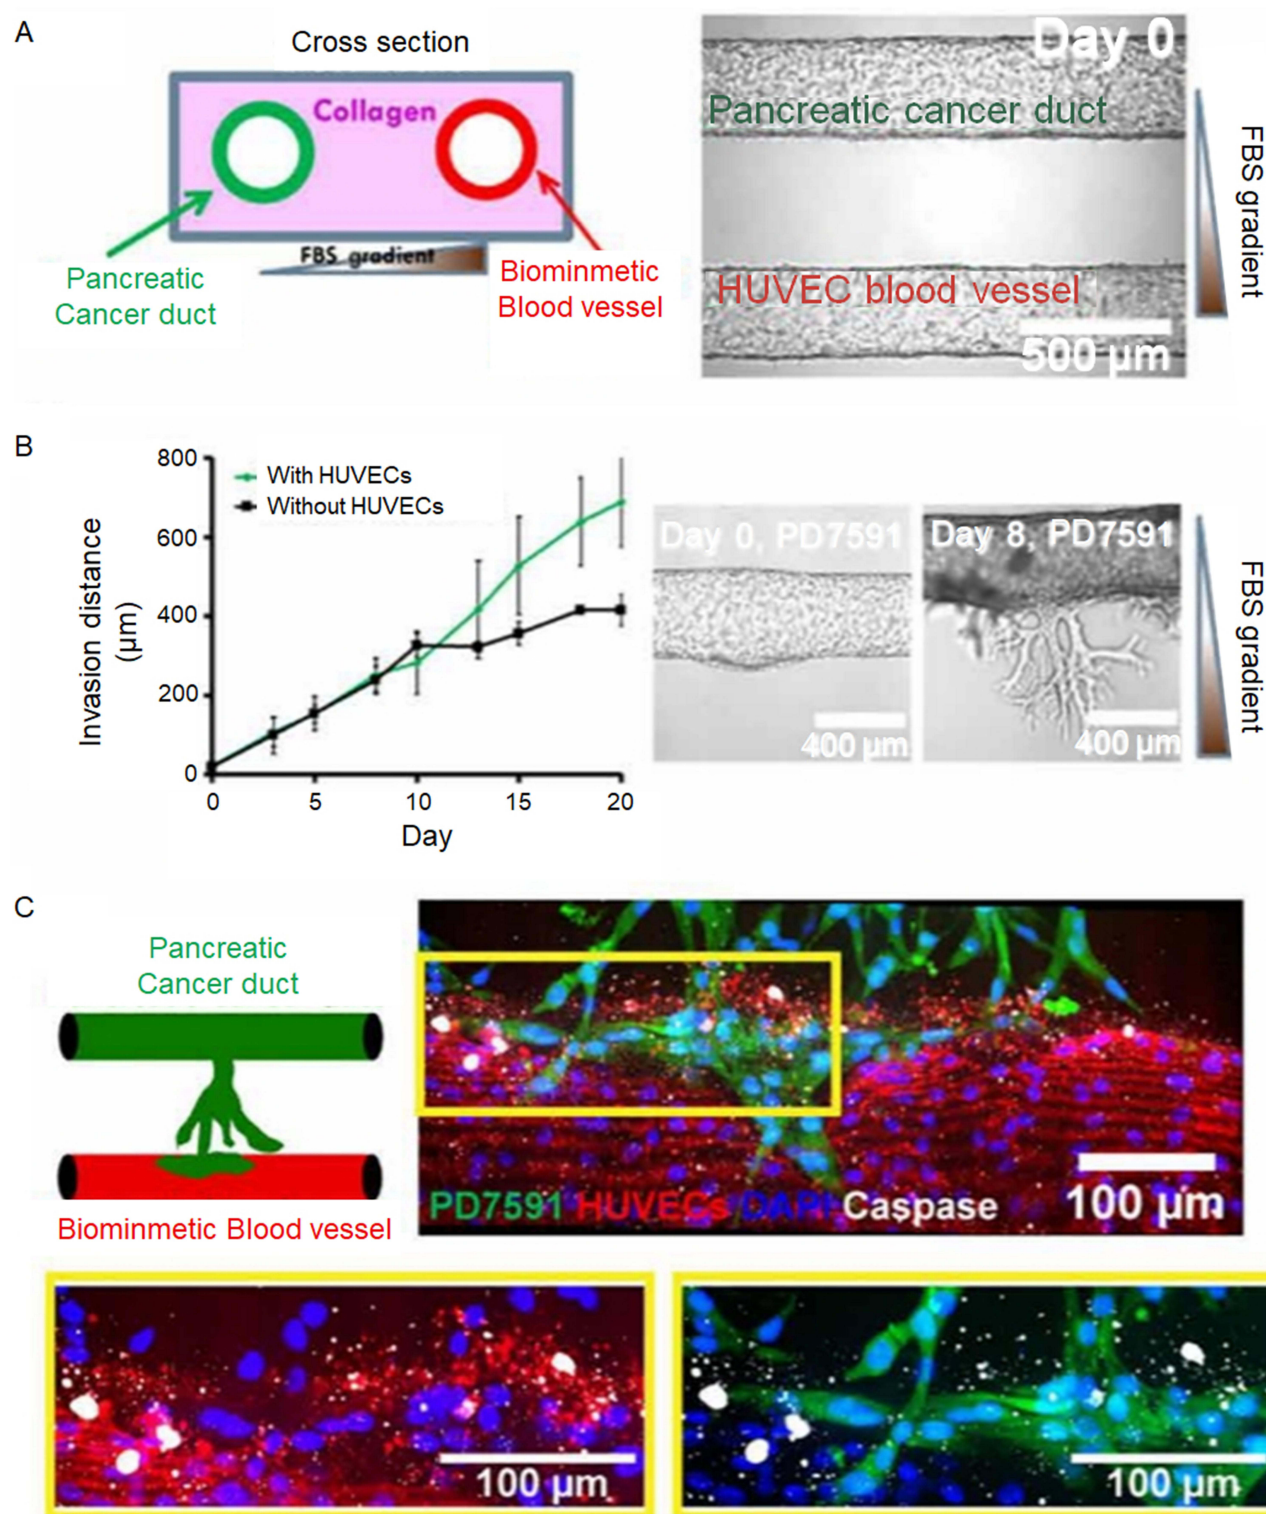 A
Cross section
Collagen
FBS gradient
Pancreatic
Cancer duct
Biominmetic
Blood vessel
Day 0
Pancreatic cancer duct
HUVEC blood vessel
500 µm
FBS gradient
B
Invasion distance
(µm)
800
600
400
200
0
With HUVECs
Without HUVECs
0 5 10 15 20
Day
Day 0, PD7591
400 µm
Day 8, PD7591
400 µm
FBS gradient
C
Pancreatic
Cancer duct
Biominmetic Blood vessel
PD7591 HUVECs DAPI Caspase
100 µm
100 µm
100 µm